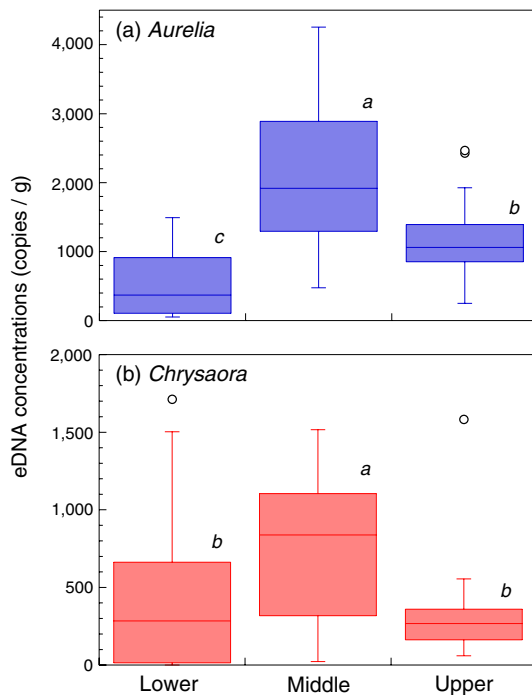 (a) Aurelia
4,000
3,000
2,000
1000
0
a
b
c
eDNA concentrations (copies / g)
(b) Chrysaora
2,000
1,500
1,000
500
0
a
b
b
Lower Middle Upper